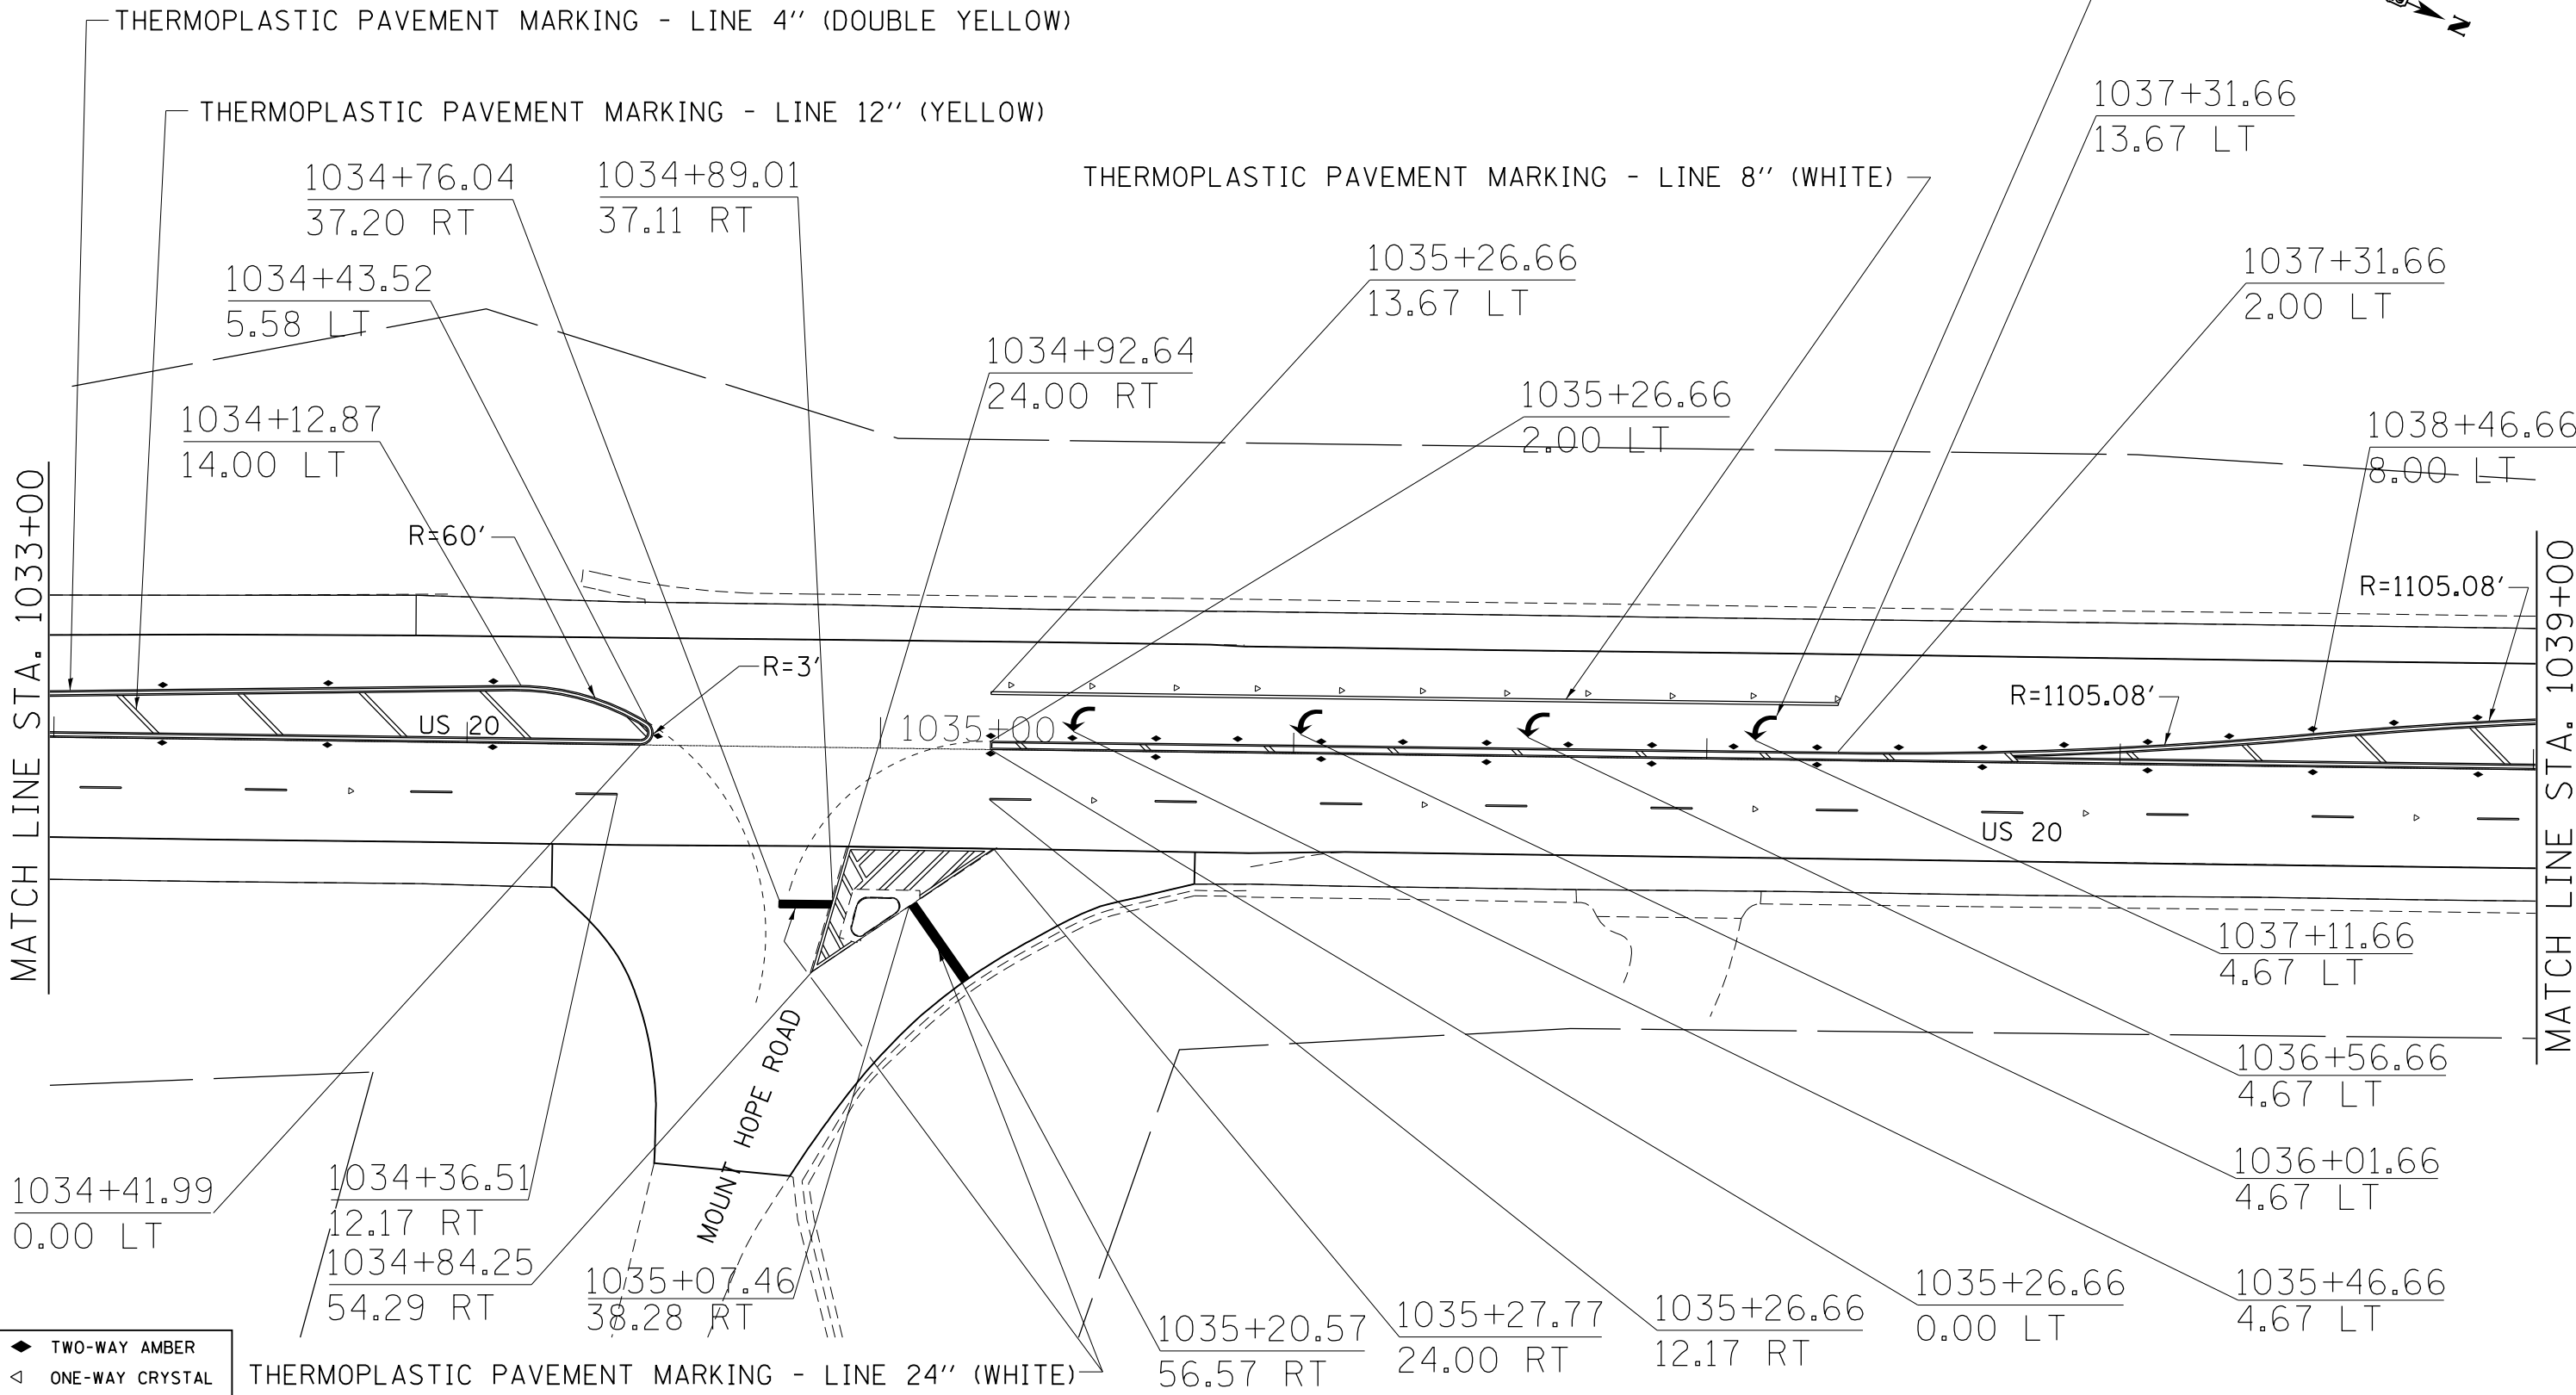 THERMOPLASTIC PAVEMENT MARKING - LINE 4'' (DOUBLE YELLOW)
N
THERMOPLASTIC PAVEMENT MARKING - LINE 12'' (YELLOW)
1037+31.66
13.67 LT
1034+76.04
37.20 RT
1034+89.01
37.11 RT
THERMOPLASTIC PAVEMENT MARKING - LINE 8'' (WHITE)
1034+43.52
5.58 LT
1035+26.66
13.67 LT
1037+31.66
2.00 LT
1034+92.64
24.00 RT
1034+12.87
14.00 LT
1035+26.66
2.00 LT
1038+46.66
8.00 LT
MATCH LINE STA. 1033+00
R=60'
R=1105.08'
MATCH LINE STA. 1039+00
R=3'
R=1105.08'
US 20
1035+00
US 20
MOUNT HOPE ROAD
1037+11.66
4.67 LT
1036+56.66
4.67 LT
1036+01.66
4.67 LT
1034+41.99
0.00 LT
1034+36.51
12.17 RT
1034+84.25
54.29 RT
1035+07.46
38.28 RT
1035+20.57
56.57 RT
1035+27.77
24.00 RT
1035+26.66
12.17 RT
1035+26.66
0.00 LT
1035+46.66
4.67 LT
TWO-WAY AMBER
ONE-WAY CRYSTAL
THERMOPLASTIC PAVEMENT MARKING - LINE 24'' (WHITE)